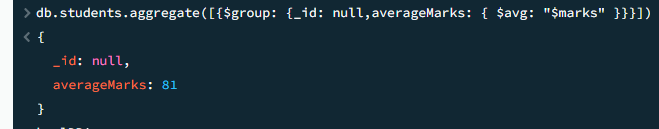 > db.students.aggregate([{$group: {_id: null,averageMarks: { $avg: "$marks" }}}])
< {
_id: null,
averageMarks: 81
}